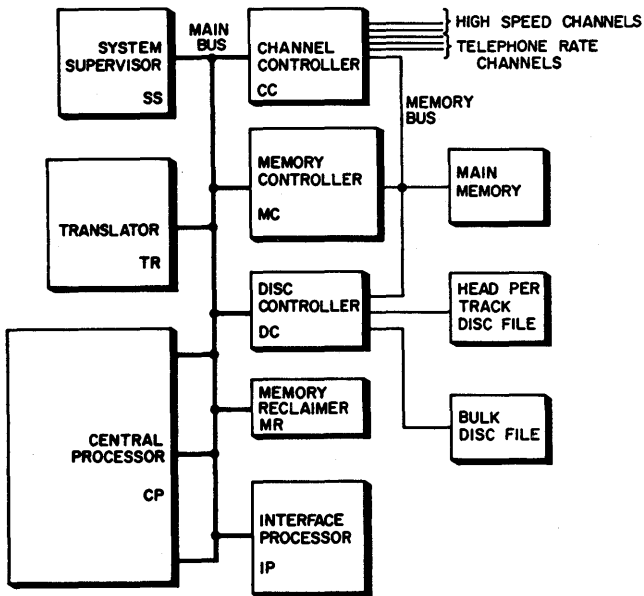 SYSTEM
SUPERVISOR
SS
MAIN
BUS
CHANNEL
CONTROLLER
CC
HIGH SPEED CHANNELS
TELEPHONE RATE
CHANNELS
MEMORY
BUS
TRANSLATOR
TR
MEMORY
CONTROLLER
MC
MAIN
MEMORY
DISC
CONTROLLER
DC
HEAD PER
TRACK
DISC FILE
CENTRAL
PROCESSOR
CP
MEMORY
RECLAIMER
MR
BULK
DISC FILE
INTERFACE
PROCESSOR
IP